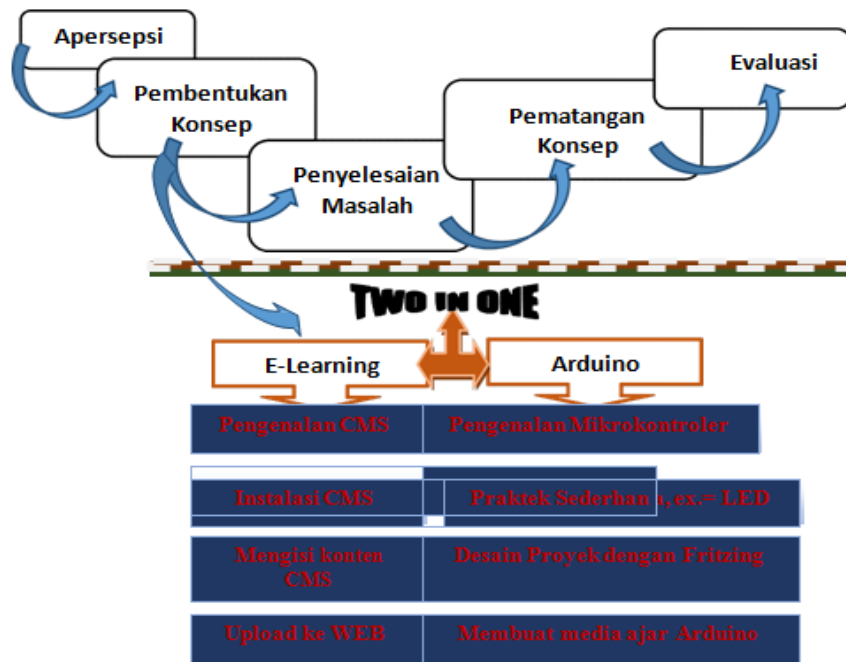 Apersepsi
Pembentukan
Konsep
Penyelesaian
Masalah
Pematangan
Konsep
Evaluasi
TWO IN ONE
E-Learning
Arduino
Pengenalan CMS
Pengenalan Mikrokontroler
Instalasi CMS
Praktek Sederhana, ex.= LED
Mengisi konten
CMS
Desain Proyek dengan Fritzing
Upload ke WEB
Membuat media ajar Arduino